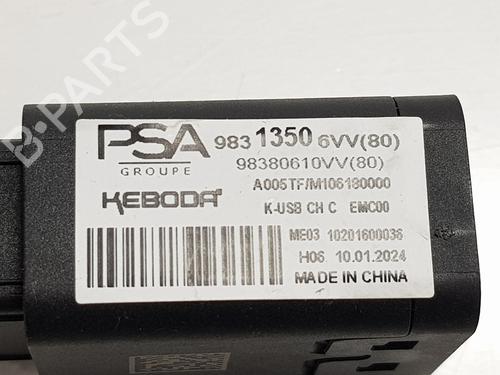 B-PARTS
PSA 983 1350 6VV(80)
GROUPE
98380610VV(80)
A005TF/M106180000
KEBODA
K-USB CH C EMC00
ME03 10201600036
H06 10.01.2024
MADE IN CHINA